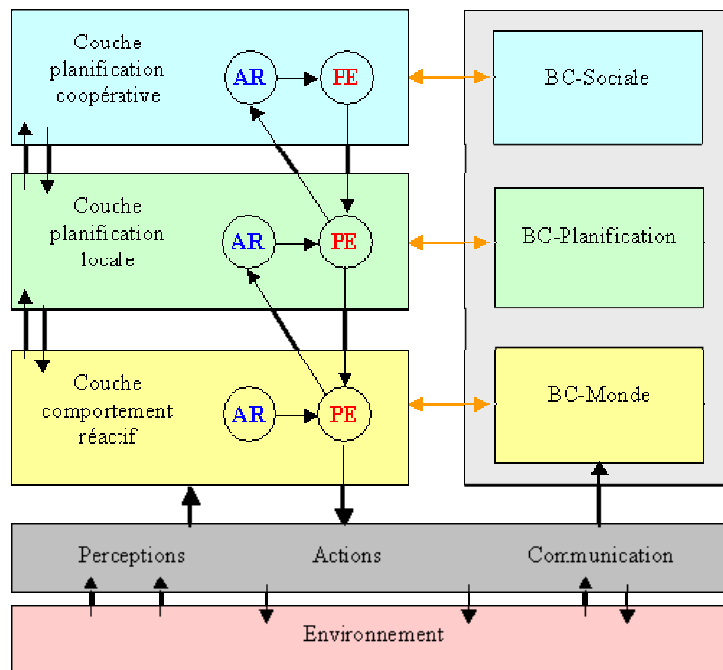 Couche
planification
coopérative
AR
PE
BC-Sociale
Couche
planification
locale
AR
PE
BC-Planification
Couche
comportement
réactif
AR
PE
BC-Monde
Perceptions
Actions
Communication
Environnement